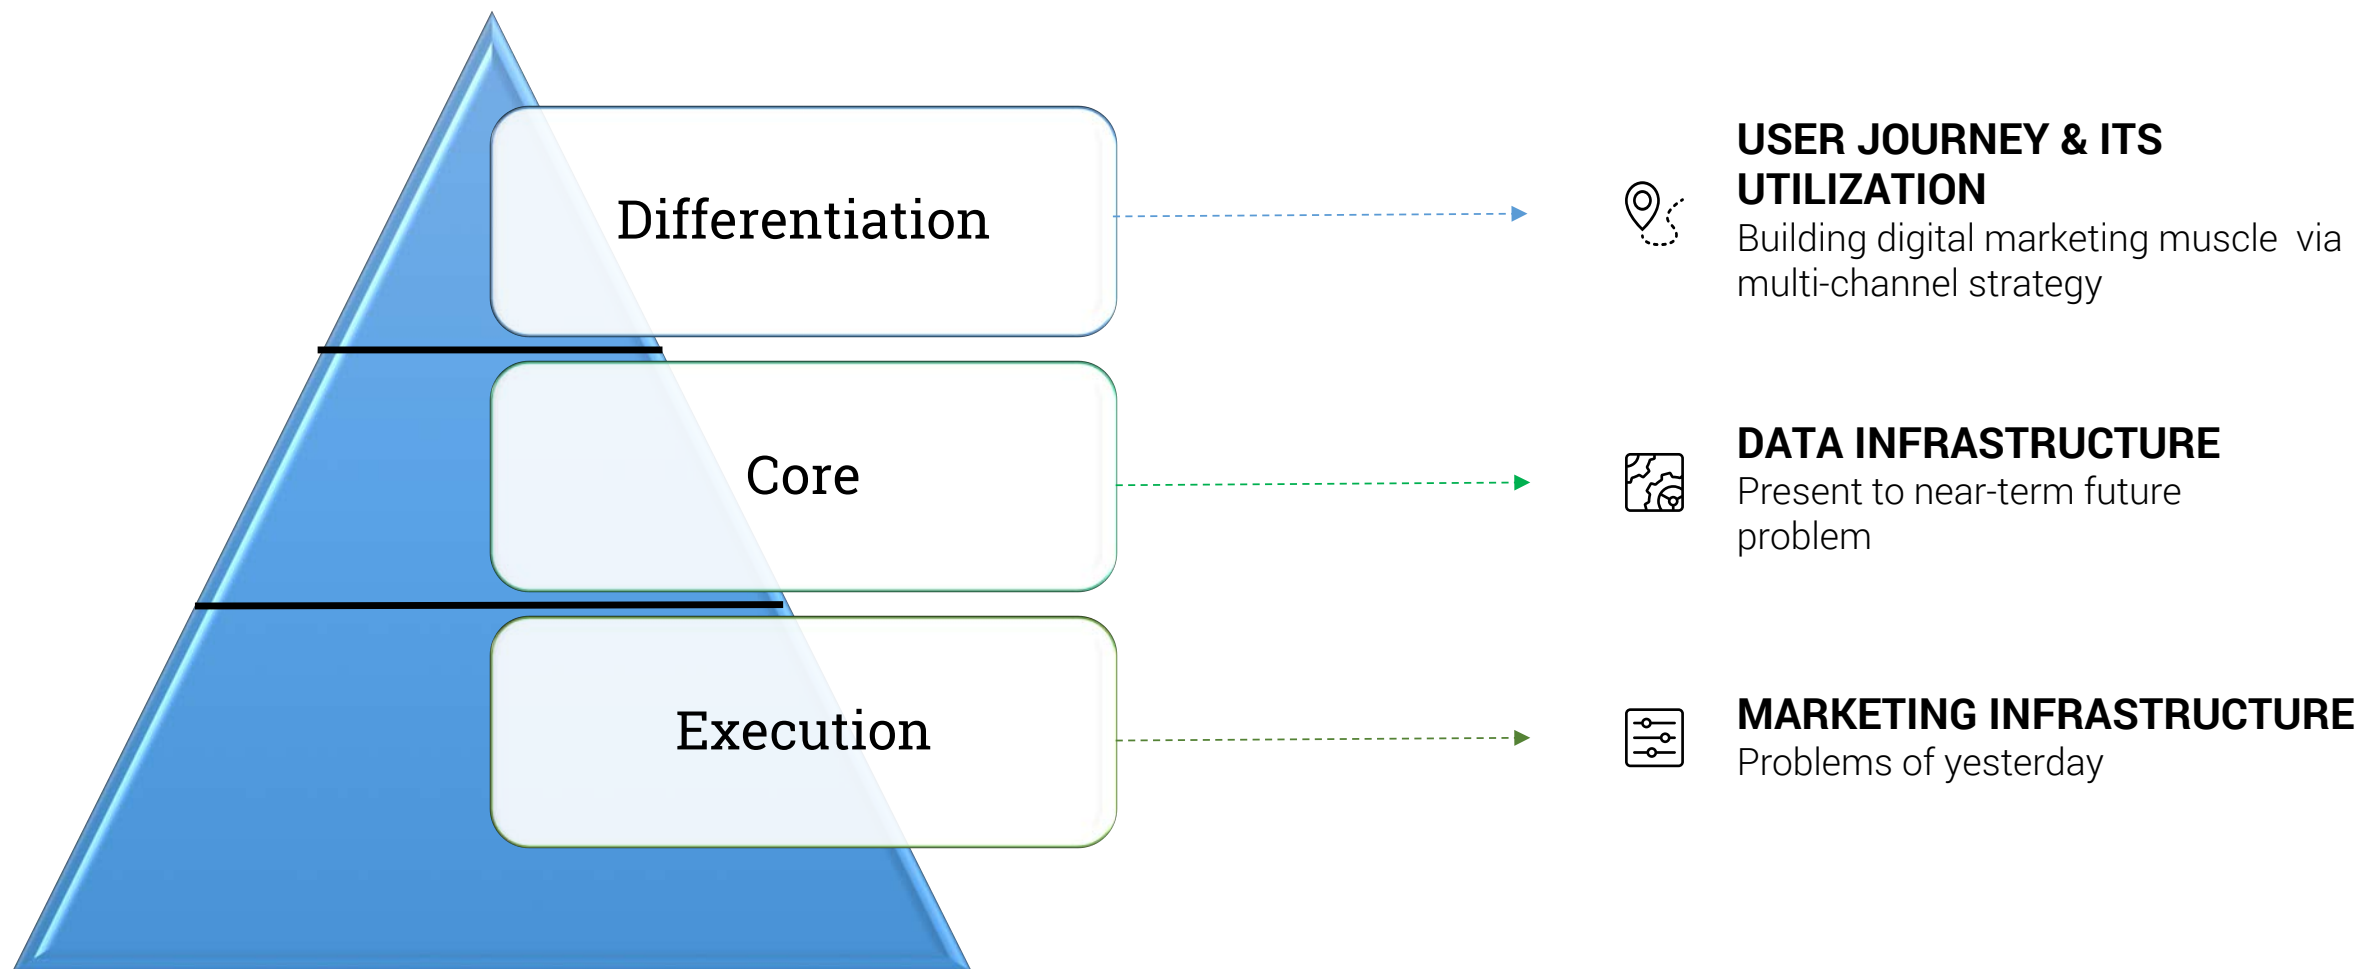 Differentiation
USER JOURNEY & ITS
UTILIZATION
Building digital marketing muscle  via
multi-channel strategy
Core
DATA INFRASTRUCTURE
Present to near-term future
problem
Execution
MARKETING INFRASTRUCTURE
Problems of yesterday